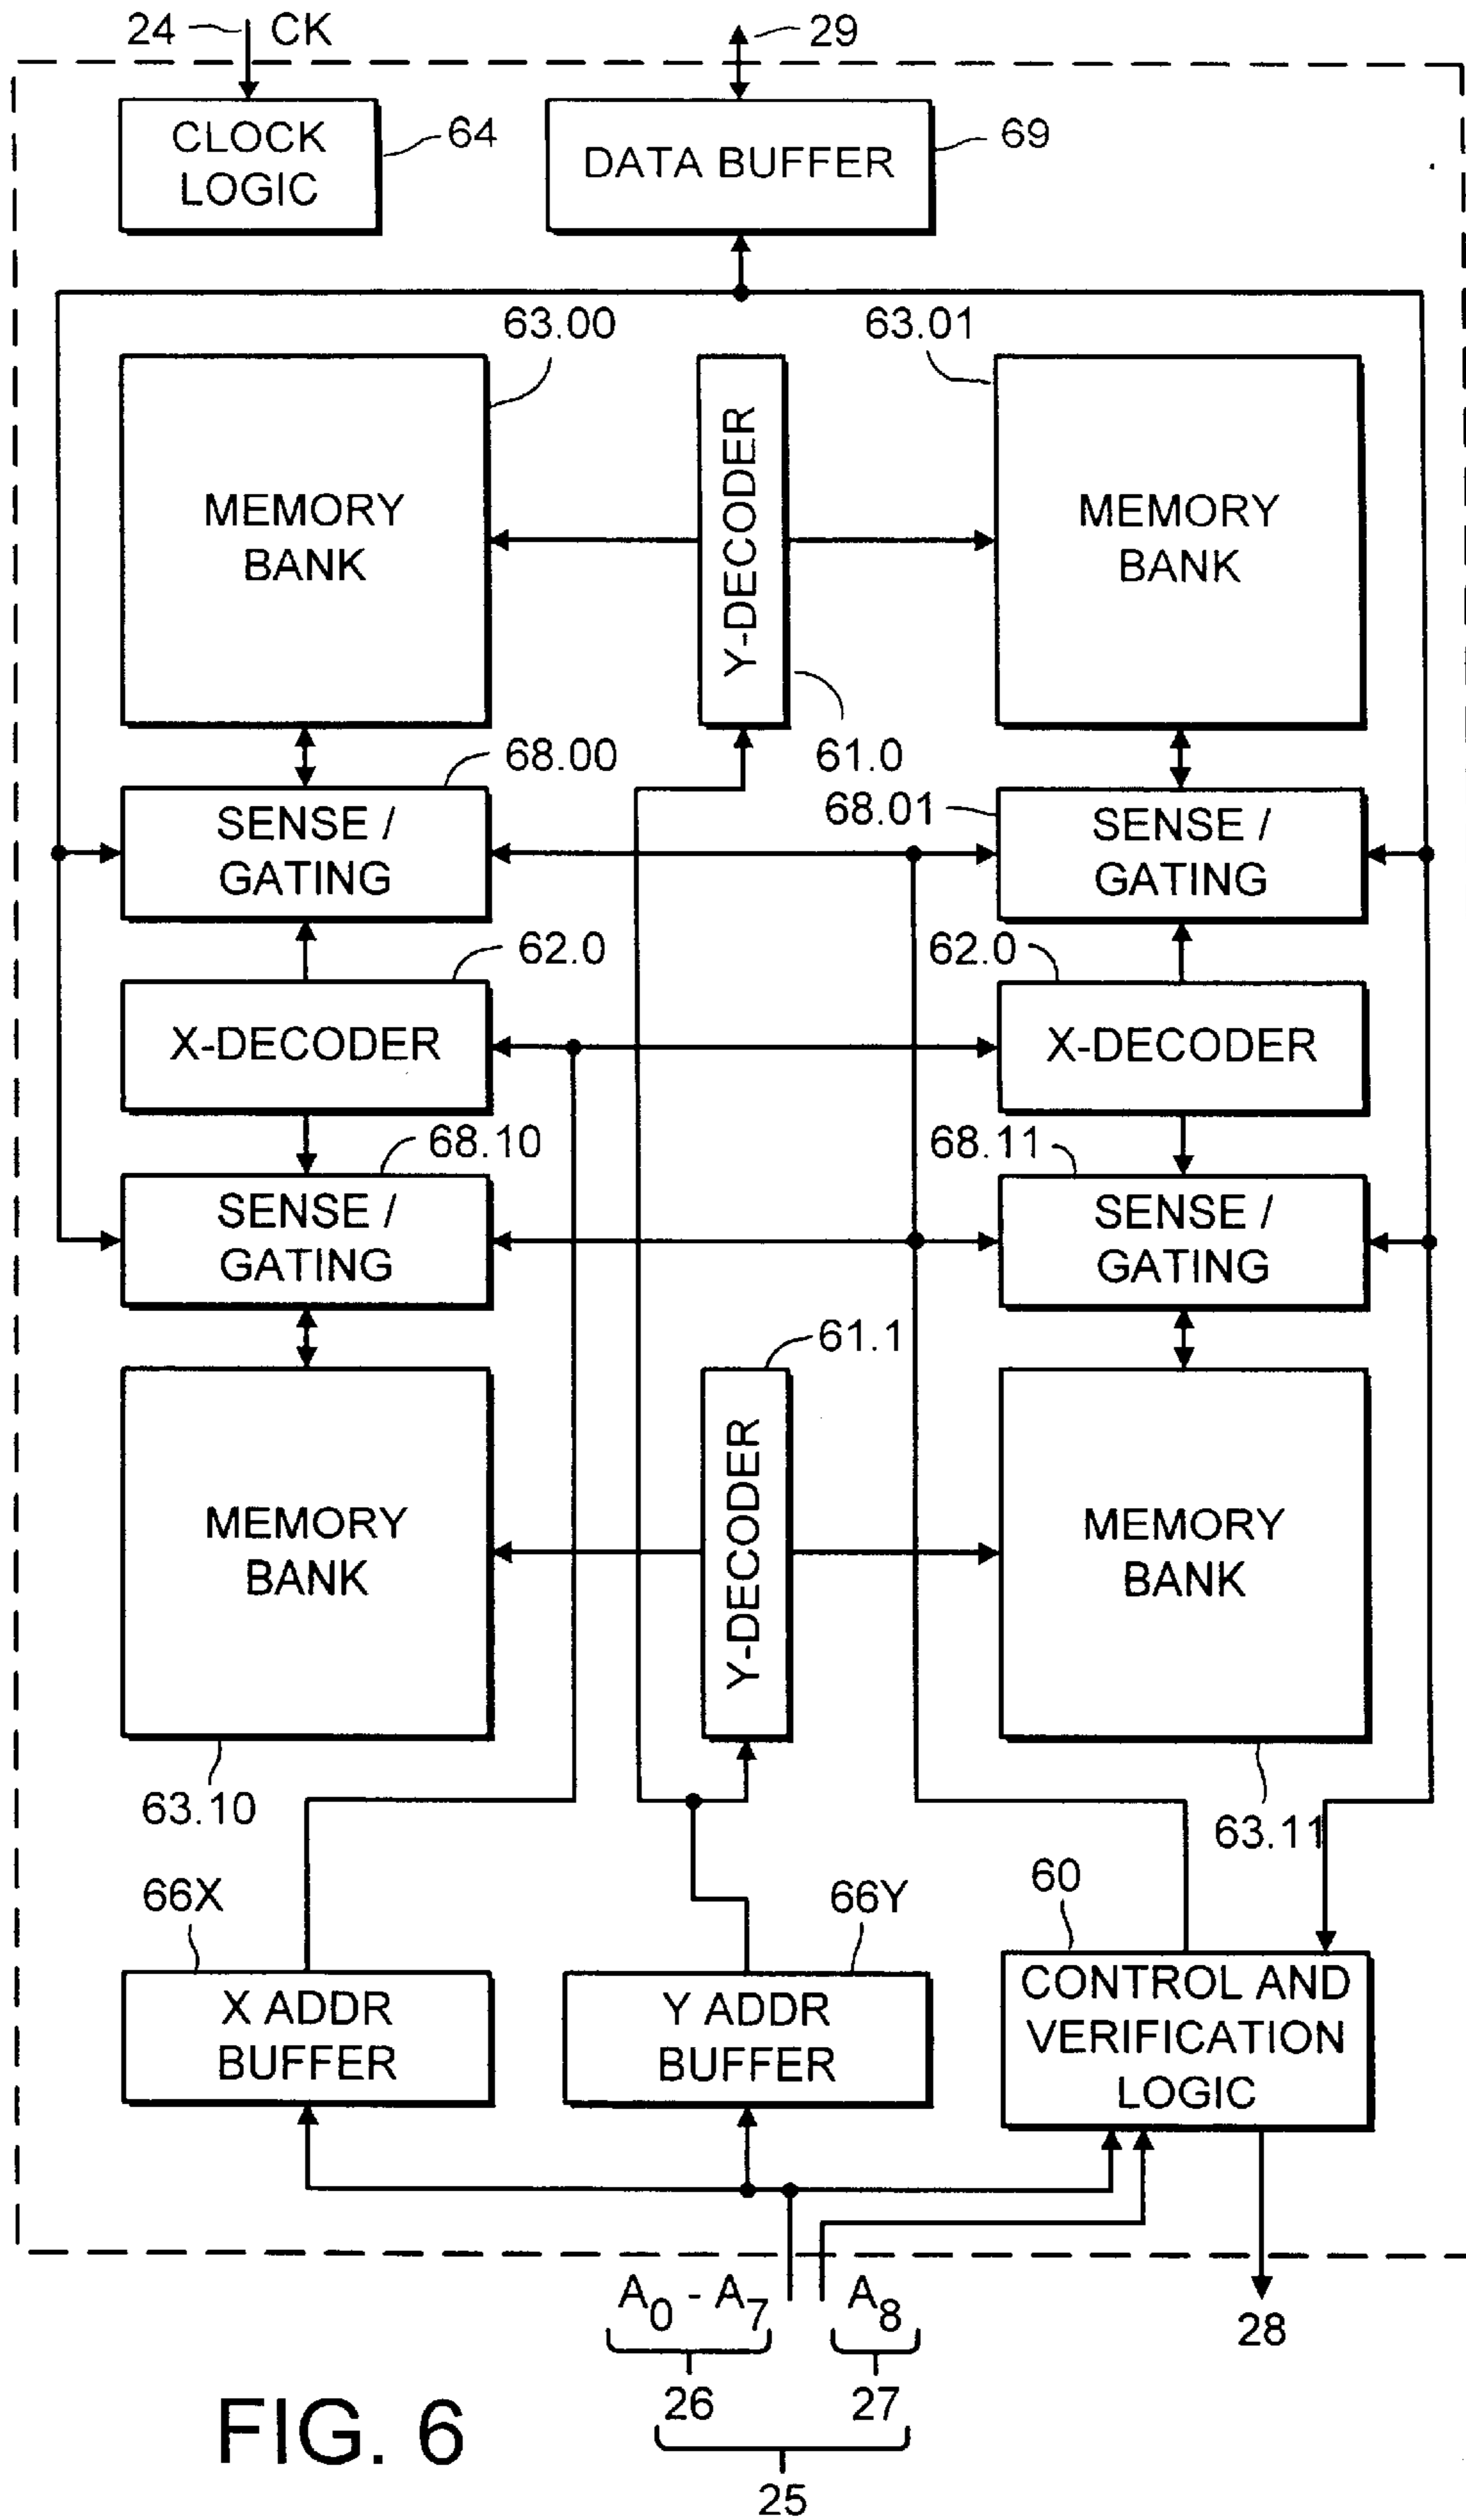 24 CK 29
CLOCK
LOGIC
64
DATA BUFFER
69
63.00
63.01
MEMORY
BANK
Y-DECODER
MEMORY
BANK
61.0
68.00
68.01
SENSE /
GATING
SENSE /
GATING
62.0
62.0
X-DECODER
X-DECODER
68.10
68.11
SENSE /
GATING
SENSE /
GATING
61.1
MEMORY
BANK
Y-DECODER
MEMORY
BANK
63.10
63.11
66X
66Y
60
X ADDR
BUFFER
Y ADDR
BUFFER
CONTROL AND
VERIFICATION
LOGIC
A0 - A7
A8
28
26
27
25
FIG. 6